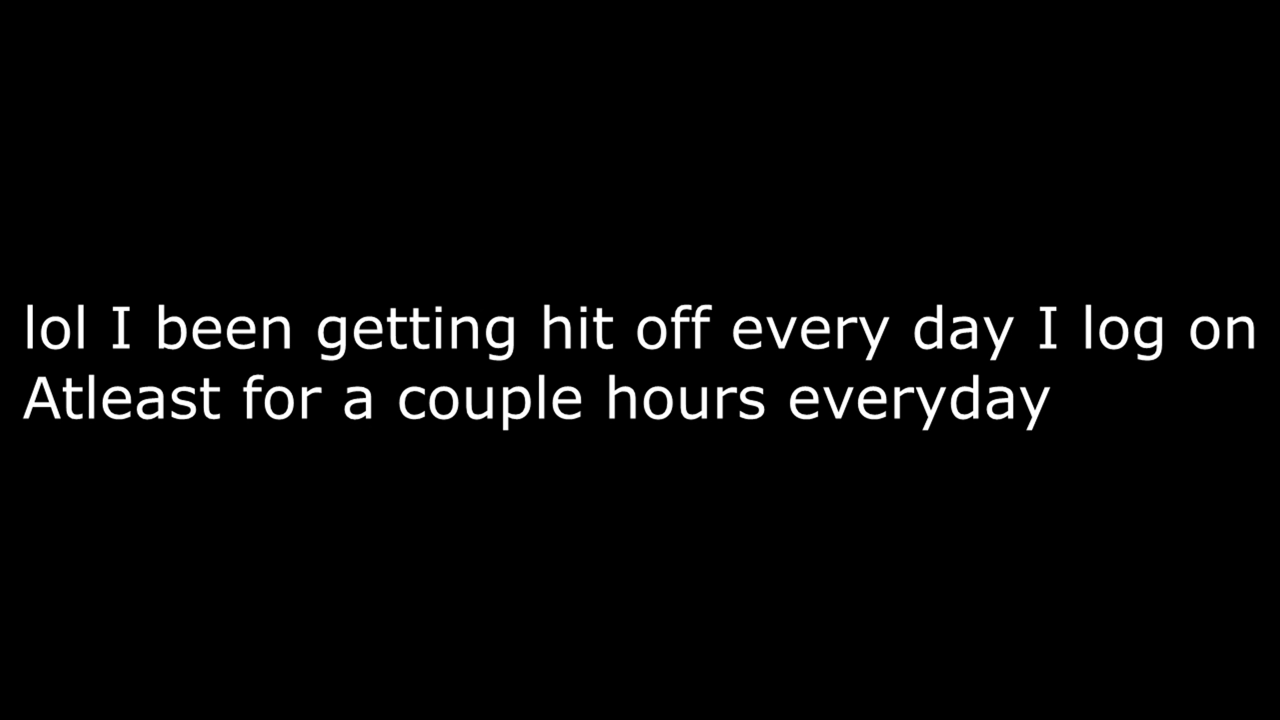 lol I been getting hit off every day I log on
Atleast for a couple hours everyday